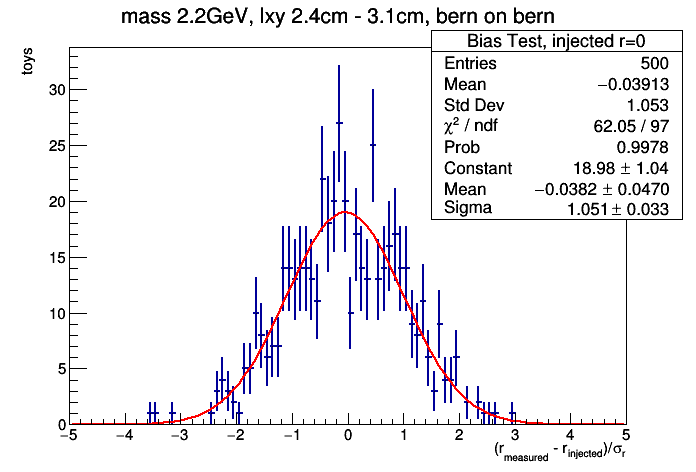 mass 2.2GeV, lxy 2.4cm - 3.1cm, bern on bern
Bias Test, injected r=0
Entries 500
Mean −0.03913
Std Dev 1.053
χ² / ndf 62.05 / 97
Prob 0.9978
Constant 18.98 ± 1.04
Mean −0.0382 ± 0.0470
Sigma 1.051 ± 0.033
toys
30
25
20
15
10
5
0
−5 −4 −3 −2 −1 0 1 2 3 4 5
(r_measured - r_injected)/σ_r